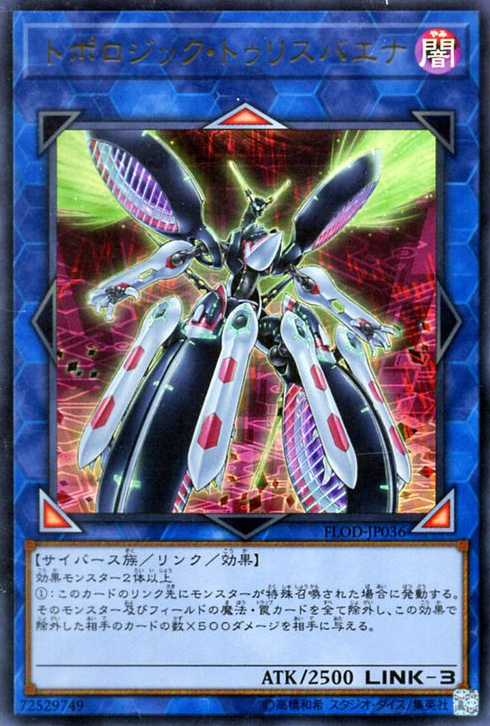 トポロジック・トゥリスバエナ
闇
やみ
FLOD-JP036
【サイバース族／リンク／効果】
効果モンスター2体以上
①：このカードのリンク先にモンスターが特殊召喚された場合に発動する。
そのモンスター及びフィールドの魔法・罠カードを全て除外し、この効果で
除外した相手のカードの数×500ダメージを相手に与える。
ATK/2500 LINK-3
72529749 ©高橋和希 スタジオ・ダイス/集英社